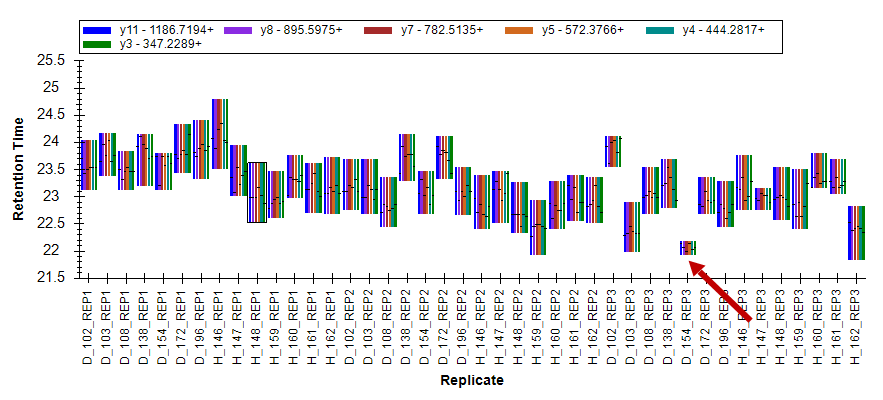 y11 - 1186.7194+ y8 - 895.5975+ y7 - 782.5135+ y5 - 572.3766+ y4 - 444.2817+
y3 - 347.2289+
25.5
25
24.5
24
23.5
23
22.5
22
21.5
Retention Time
D_102_REP1
D_103_REP1
D_108_REP1
D_138_REP1
D_154_REP1
D_172_REP1
D_196_REP1
H_146_REP1
H_147_REP1
H_148_REP1
H_159_REP1
H_160_REP1
H_161_REP1
H_162_REP1
D_102_REP2
D_103_REP2
D_108_REP2
D_138_REP2
D_154_REP2
D_172_REP2
D_196_REP2
H_146_REP2
H_147_REP2
H_148_REP2
H_159_REP2
H_160_REP2
H_161_REP2
H_162_REP2
D_102_REP3
D_103_REP3
D_108_REP3
D_138_REP3
D_154_REP3
D_172_REP3
D_196_REP3
H_146_REP3
H_147_REP3
H_148_REP3
H_159_REP3
H_160_REP3
H_161_REP3
H_162_REP3
Replicate